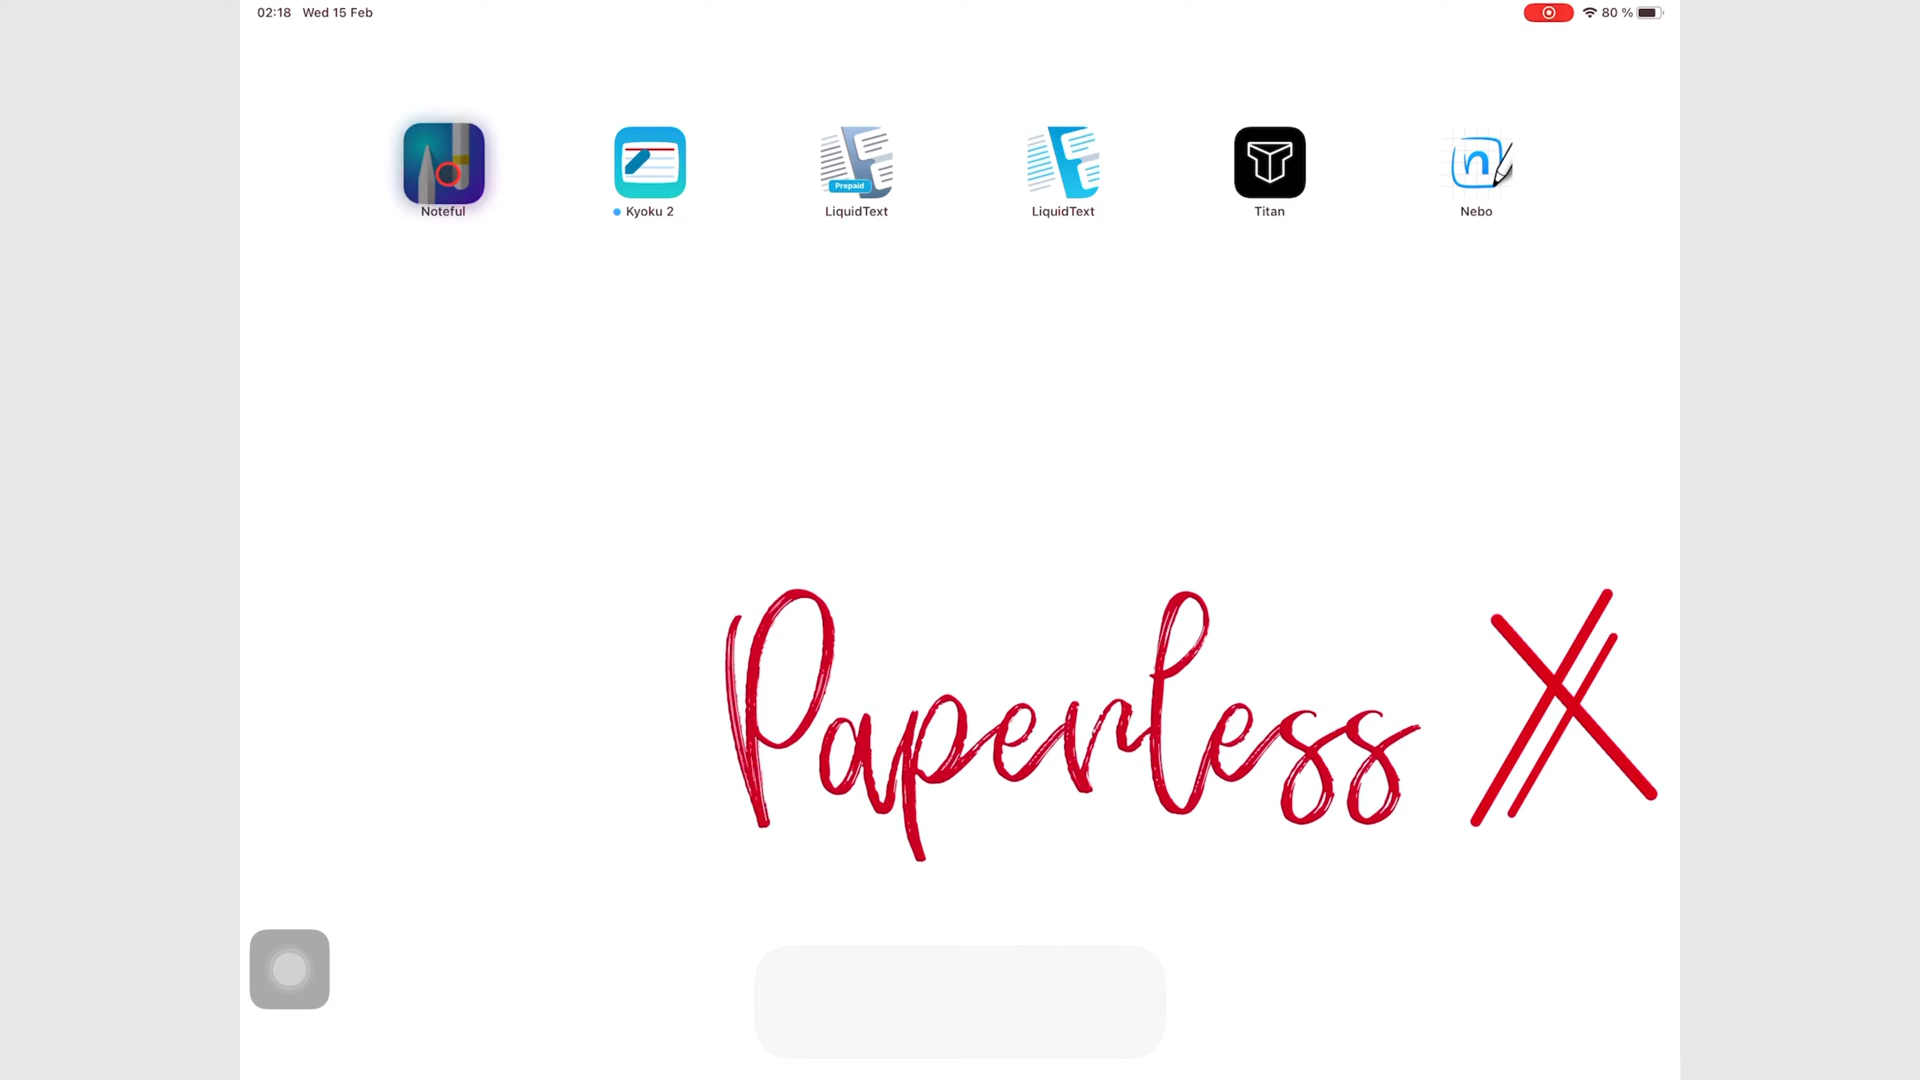 02:18 Wed 15 Feb 80 %
Prepaid
Noteful Kyoku 2 LiquidText LiquidText Titan Nebo
n
Paperless X